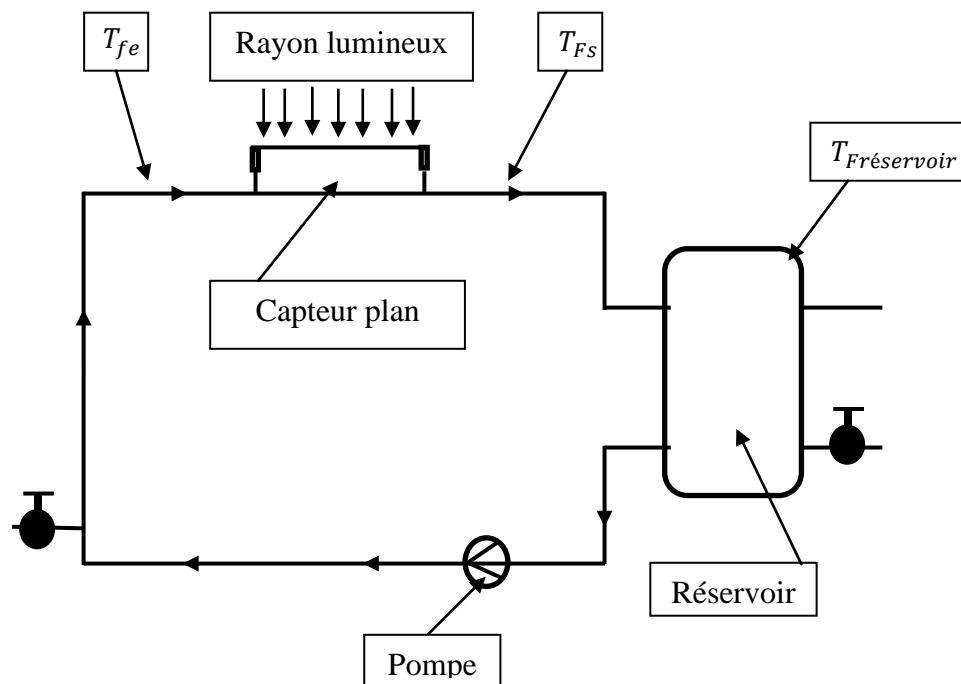 T_fe
Rayon lumineux
T_Fs
T_Fréservoir
Capteur plan
Réservoir
Pompe